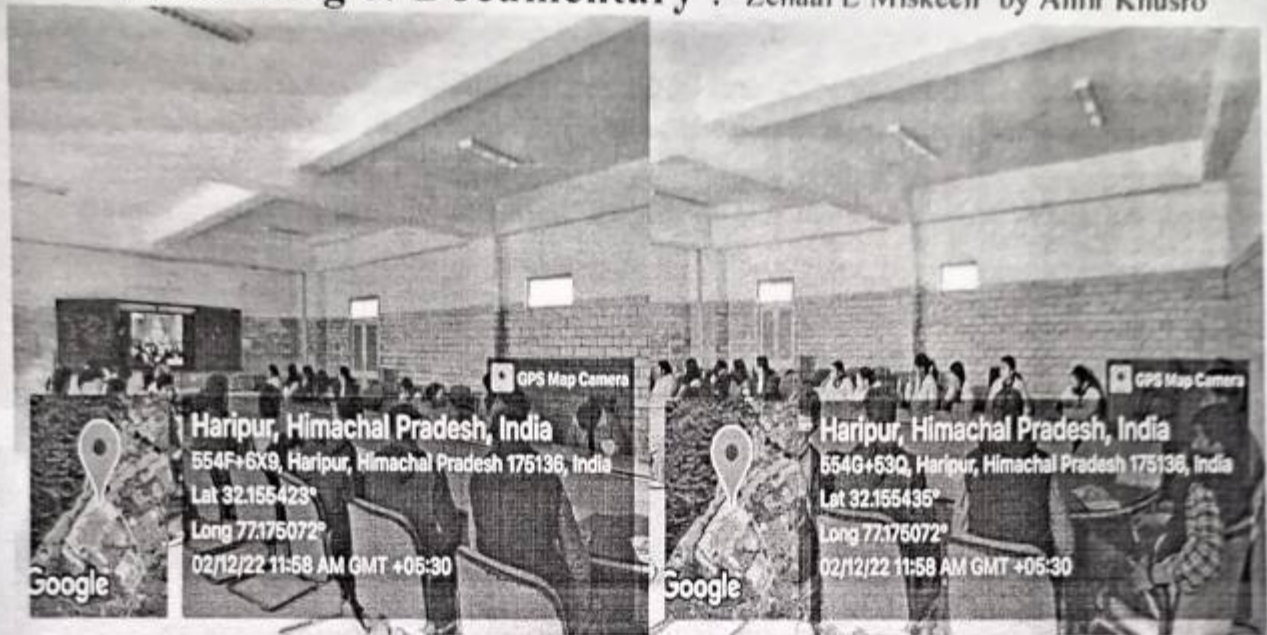 Documentary : "Zehaal E Miskeen" by Amir Khusro
GPS Map Camera
Haripur, Himachal Pradesh, India
554F+6X9, Haripur, Himachal Pradesh 175136, India
Lat 32.155423°
Long 77.175072°
02/12/22 11:58 AM GMT +05:30
Google
GPS Map Camera
Haripur, Himachal Pradesh, India
554G+53Q, Haripur, Himachal Pradesh 175136, India
Lat 32.155435°
Long 77.175072°
02/12/22 11:58 AM GMT +05:30
Google